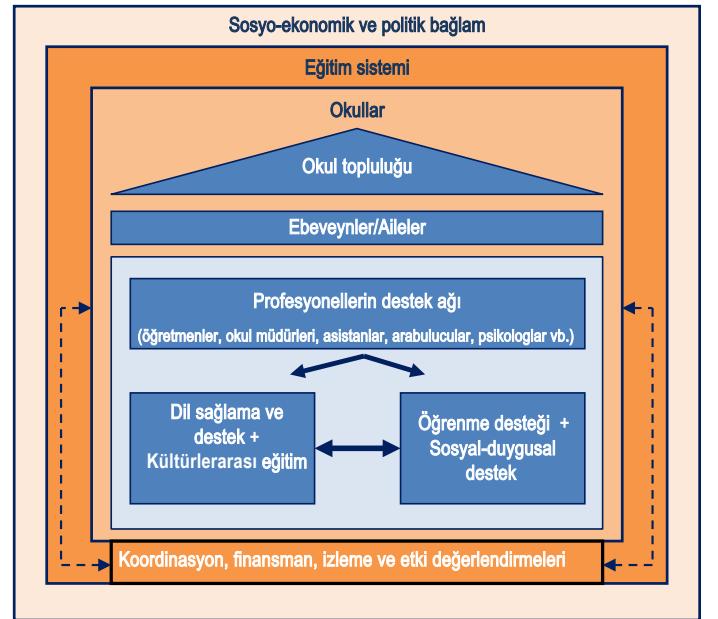 Sosyo-ekonomik ve politik bağlam
Eğitim sistemi
Okullar
Okul topluluğu
Ebeveynler/Aileler
Profesyonellerin destek ağı
(öğretmenler, okul müdürleri, asistanlar, arabulucular, psikologlar vb.)
Dil sağlama ve
destek +
Kültürlerarası eğitim
Öğrenme desteği +
Sosyal-duygusal
destek
Koordinasyon, finansman, izleme ve etki değerlendirmeleri